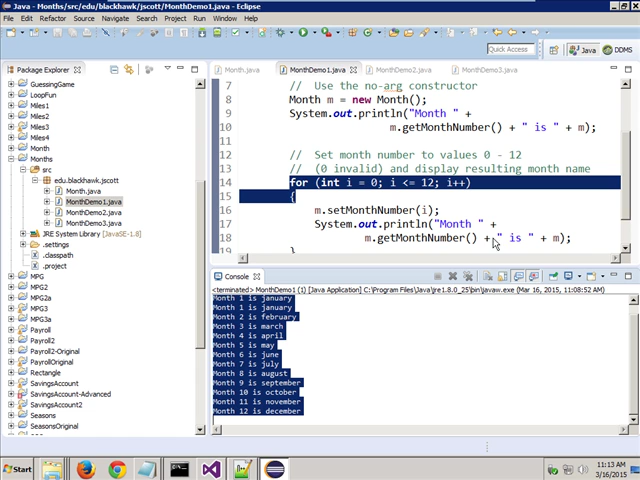 Java - Months/src/edu/blackhawk/jscott/MonthDemo1.java - Eclipse
File Edit Refactor Source Navigate Search Project Run Window Help
Quick Access
Java
DDMS
Package Explorer
GuessingGame
LoopFun
Miles1
Miles2
Miles3
Miles4
Month
Months
src
edu.blackhawk.jscott
Month.java
MonthDemo1.java
MonthDemo2.java
MonthDemo3.java
JRE System Library [JavaSE-1.8]
.settings
.classpath
.project
MPG
MPG2
MPG2a
MPG3
MPG3a
Payroll
Payroll2
Payroll2-Original
PayrollOriginal
Rectangle
SavingsAccount
SavingsAccount-Advanced
SavingsAccount2
Seasons
SeasonsOriginal
Month.java
MonthDemo1.java
MonthDemo2.java
MonthDemo3.java
7 // Use the no-arg constructor
8 Month m = new Month();
9 System.out.println("Month " +
10 m.getMonthNumber() + " is " + m);
11
12 // Set month number to values 0 - 12
13 // (0 invalid) and display resulting month name
14 for (int i = 0; i <= 12; i++)
15 {
16 m.setMonthNumber(i);
17 System.out.println("Month " +
18 m.getMonthNumber() + " is " + m);
19 }
Console
<terminated> MonthDemo1 (1) [Java Application] C:\Program Files\Java\jre1.8.0_25\bin\javaw.exe (Mar 16, 2015, 11:08:52 AM)
Month 1 is january
Month 1 is january
Month 2 is february
Month 3 is march
Month 4 is april
Month 5 is may
Month 6 is june
Month 7 is july
Month 8 is august
Month 9 is september
Month 10 is october
Month 11 is november
Month 12 is december
Start
11:13 AM
3/16/2015